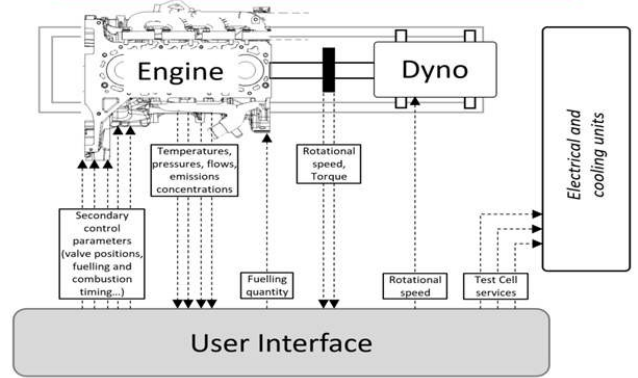 Engine
Dyno
Electrical and
cooling units
Temperatures,
pressures, flows,
emissions
concentrations
Rotational
speed,
Torque
Secondary
control
parameters
(valve positions,
fuelling and
combustion
timing...)
Fuelling
quantity
Rotational
speed
Test Cell
services
User Interface